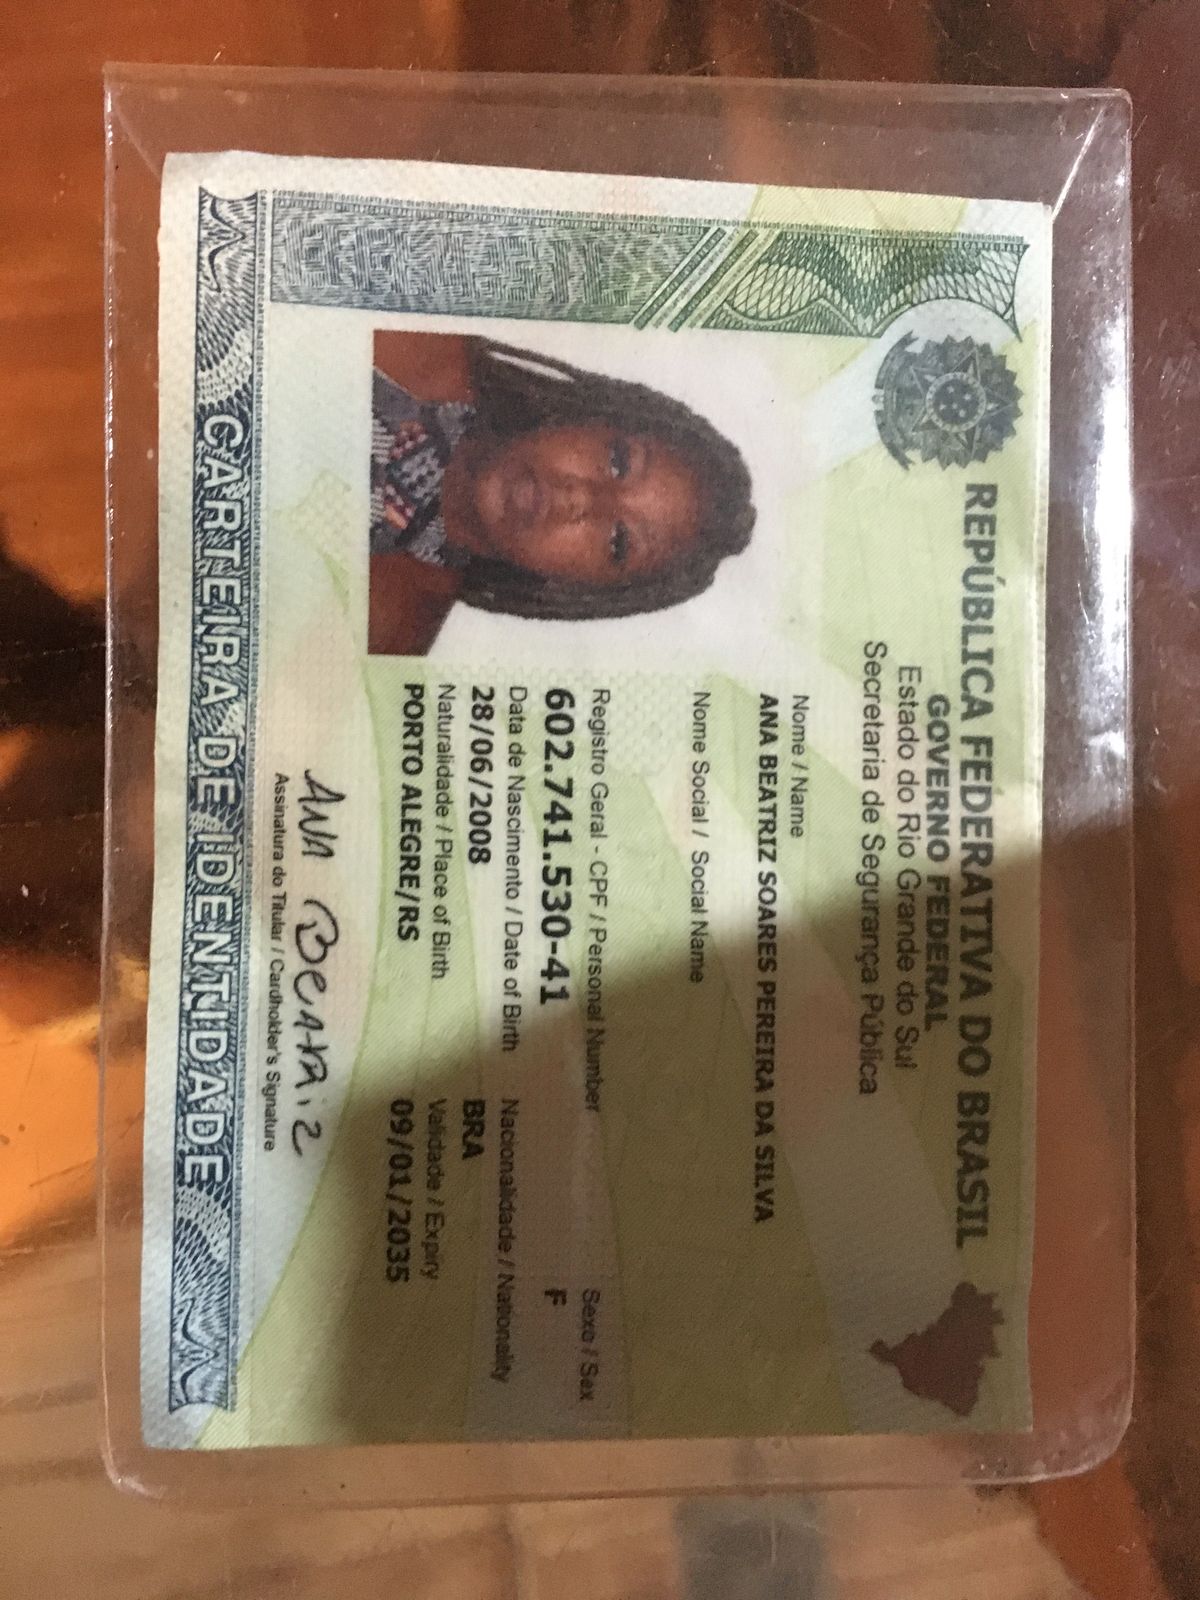 REPÚBLICA FEDERATIVA DO BRASIL
GOVERNO FEDERAL
Estado do Rio Grande do Sul
Secretaria de Segurança Pública
Nome / Name
ANA BEATRIZ SOARES PEREIRA DA SILVA
Nome Social / Social Name
Registro Geral - CPF / Personal Number
Sexo / Sex
602.741.530-41
F
Data de Nascimento / Date of Birth
Nacionalidade / Nationality
28/06/2008
BRA
Naturalidade / Place of Birth
Validade / Expiry
PORTO ALEGRE/RS
09/01/2035
ANA BEATRIZ
Assinatura do Titular / Cardholder's Signature
CARTEIRA DE IDENTIDADE